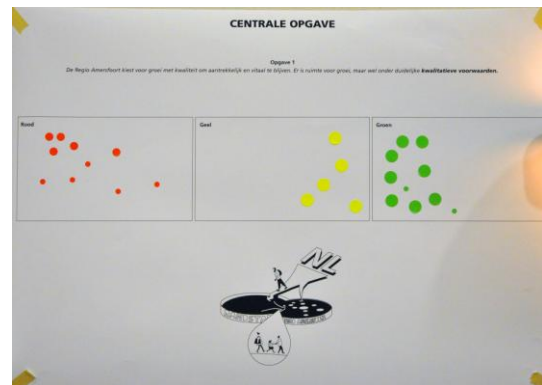 CENTRALE OPGAVE
Opgave 1
De Regio Amersfoort kiest voor groei met kwaliteit om aantrekkelijk en vitaal te blijven. Er is ruimte voor groei, maar wel onder duidelijke kwalitatieve voorwaarden.
Rood
Geel
Groen
NL